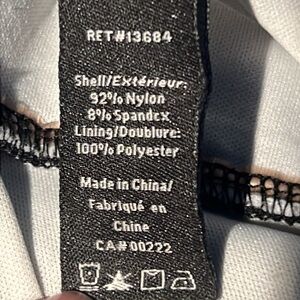 RET#13684
Shell/Extérieur:
92% Nylon
8% Spandex
Lining/Doublure:
100% Polyester
Made in China/
Fabriqué en
Chine
CA# 00222